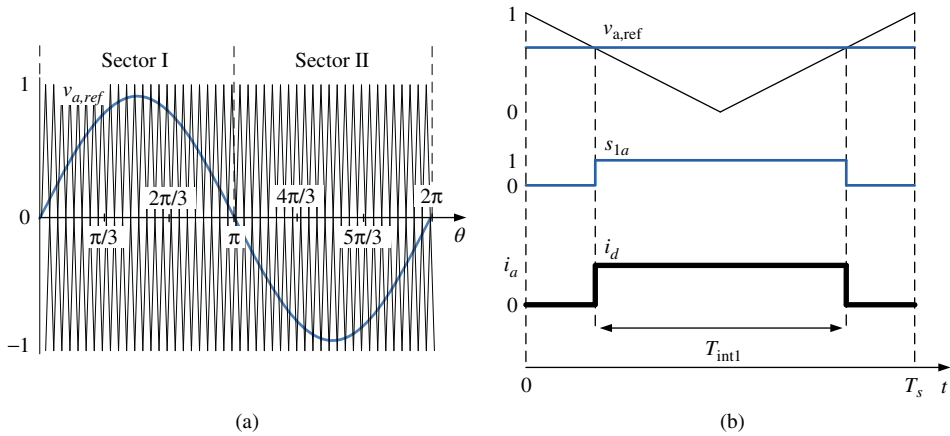 Sector I
Sector II
1
v_{a,ref}
2π/3
4π/3
2π
0
π/3
π
5π/3
θ
−1
(a)
1
v_{a,ref}
0
s_{1a}
1
0
i_d
i_a
0
T_{int1}
0
T_s
t
(b)